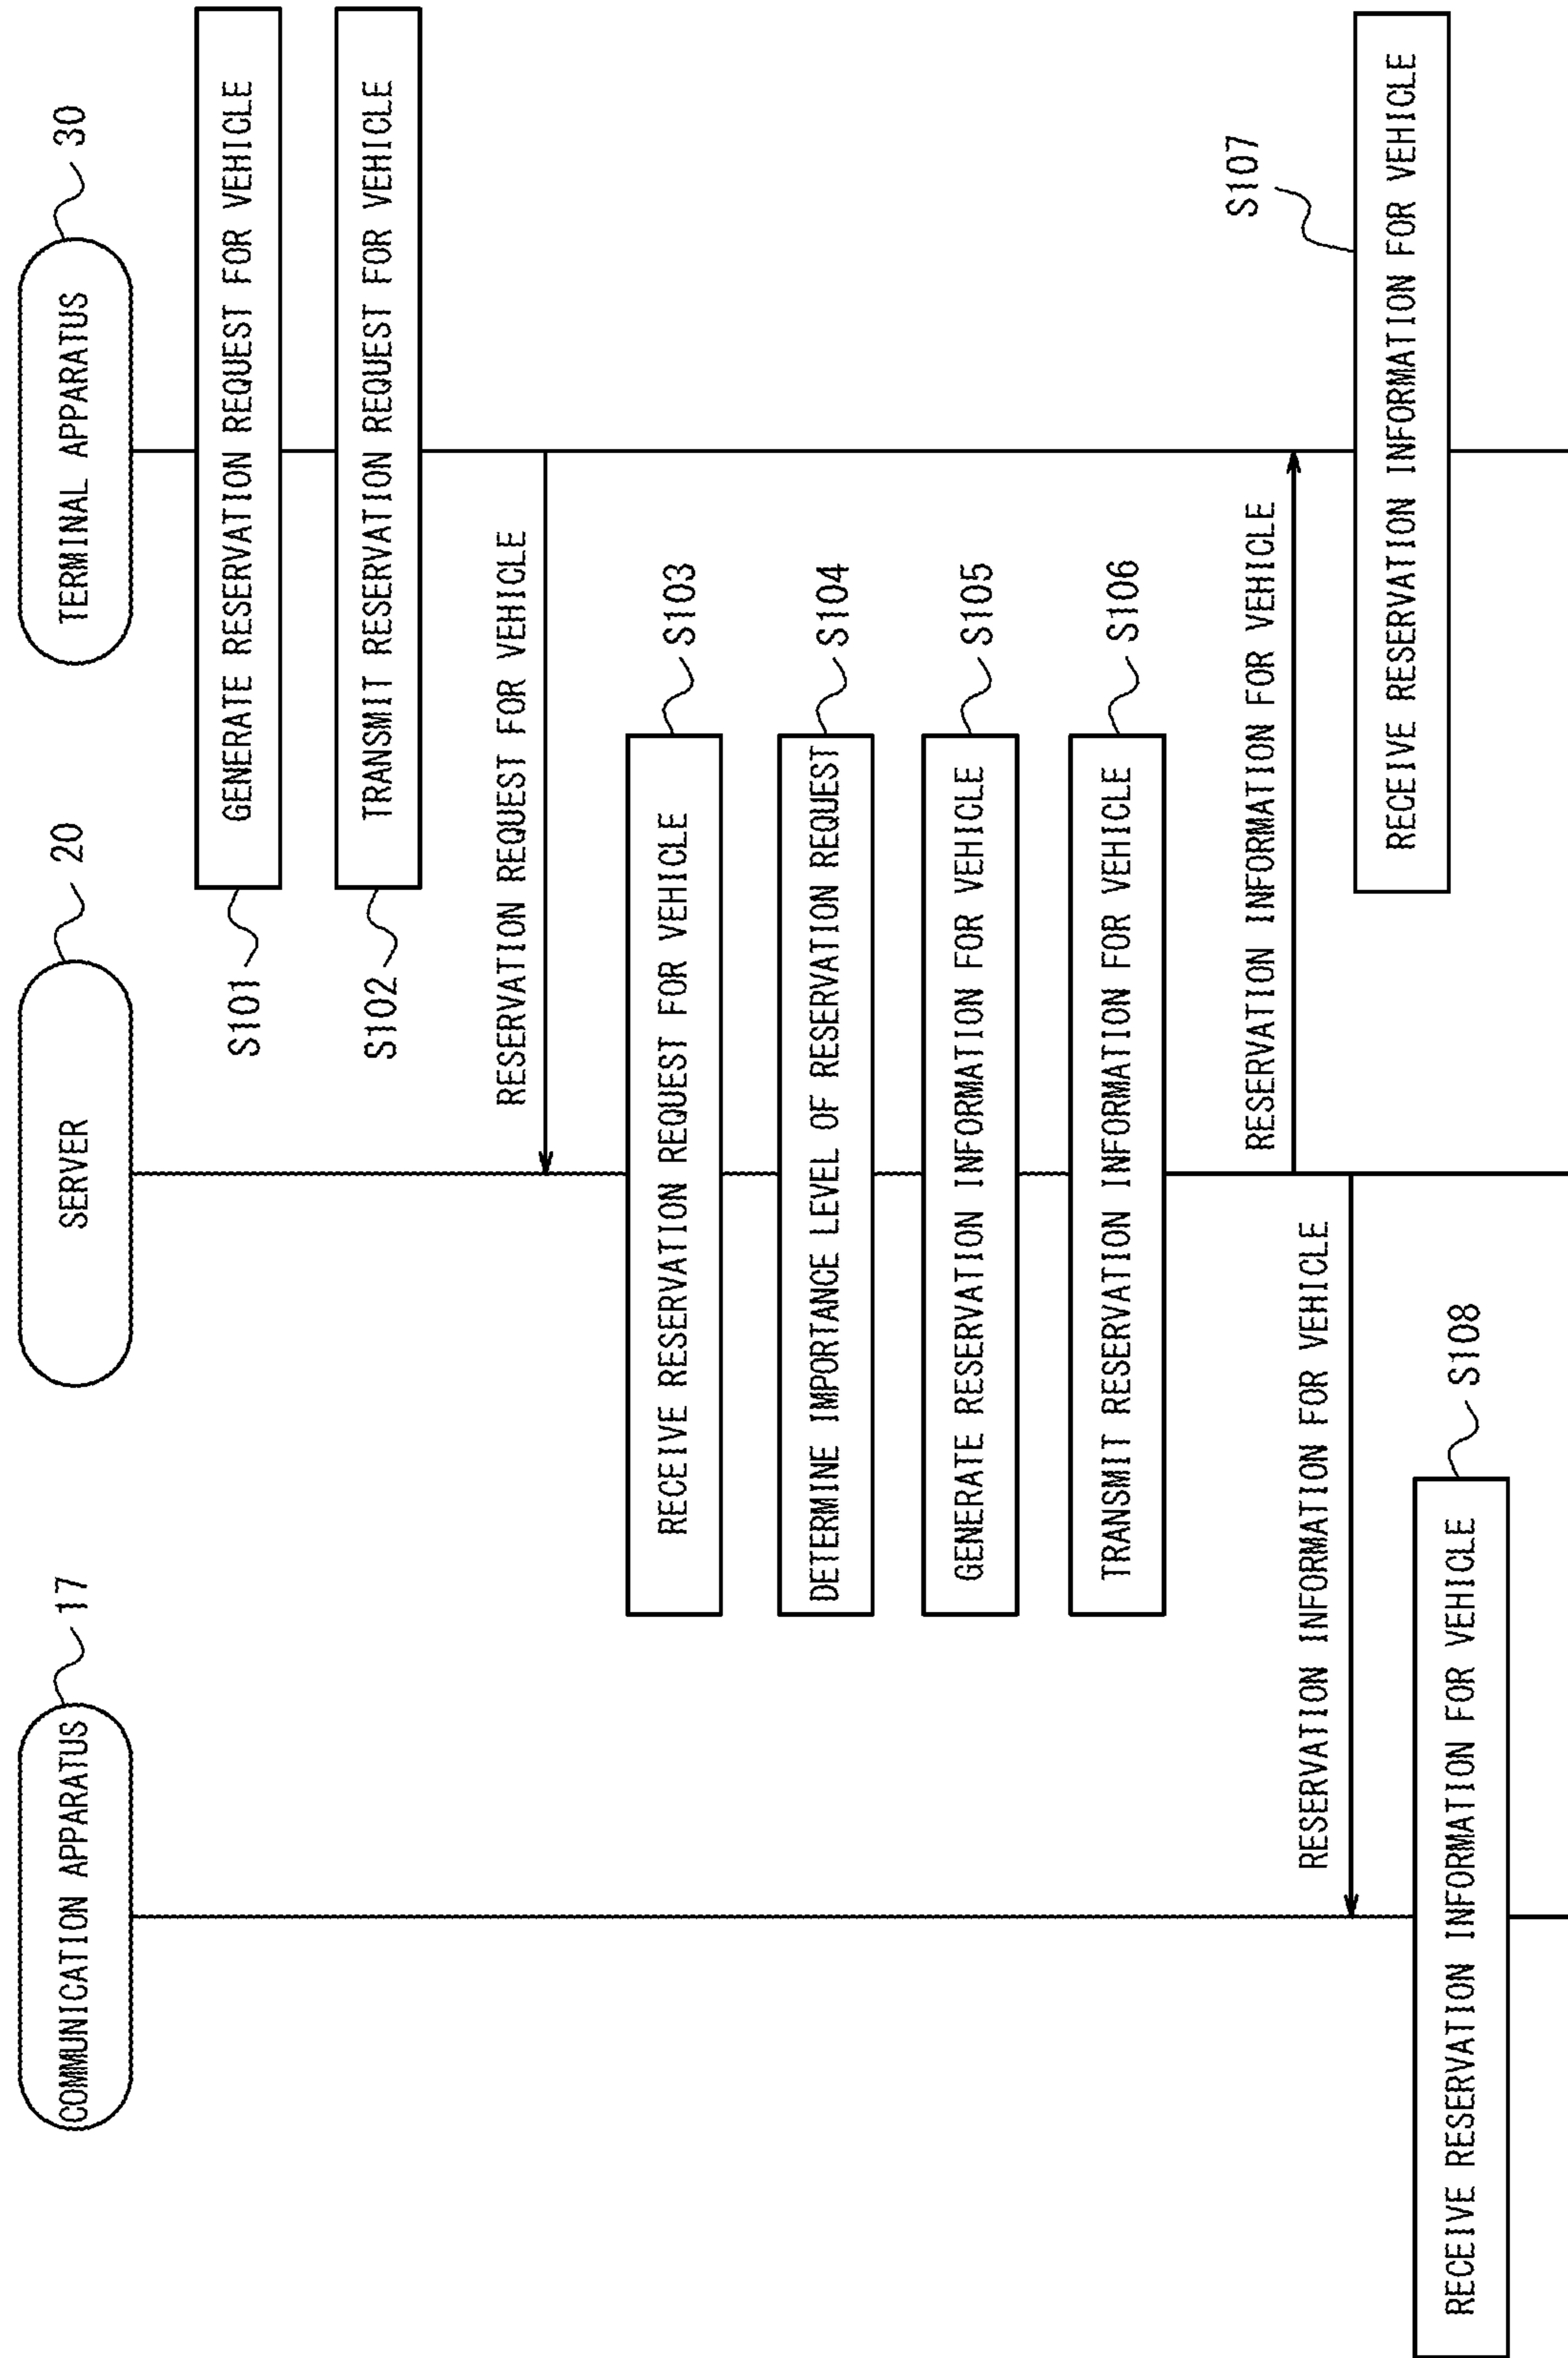 COMMUNICATION APPARATUS
17
SERVER
20
TERMINAL APPARATUS
30
S101
GENERATE RESERVATION REQUEST FOR VEHICLE
S102
TRANSMIT RESERVATION REQUEST FOR VEHICLE
RESERVATION REQUEST FOR VEHICLE
RECEIVE RESERVATION REQUEST FOR VEHICLE
S103
DETERMINE IMPORTANCE LEVEL OF RESERVATION REQUEST
S104
GENERATE RESERVATION INFORMATION FOR VEHICLE
S105
TRANSMIT RESERVATION INFORMATION FOR VEHICLE
S106
RESERVATION INFORMATION FOR VEHICLE
RESERVATION INFORMATION FOR VEHICLE
S107
RECEIVE RESERVATION INFORMATION FOR VEHICLE
RECEIVE RESERVATION INFORMATION FOR VEHICLE
S108